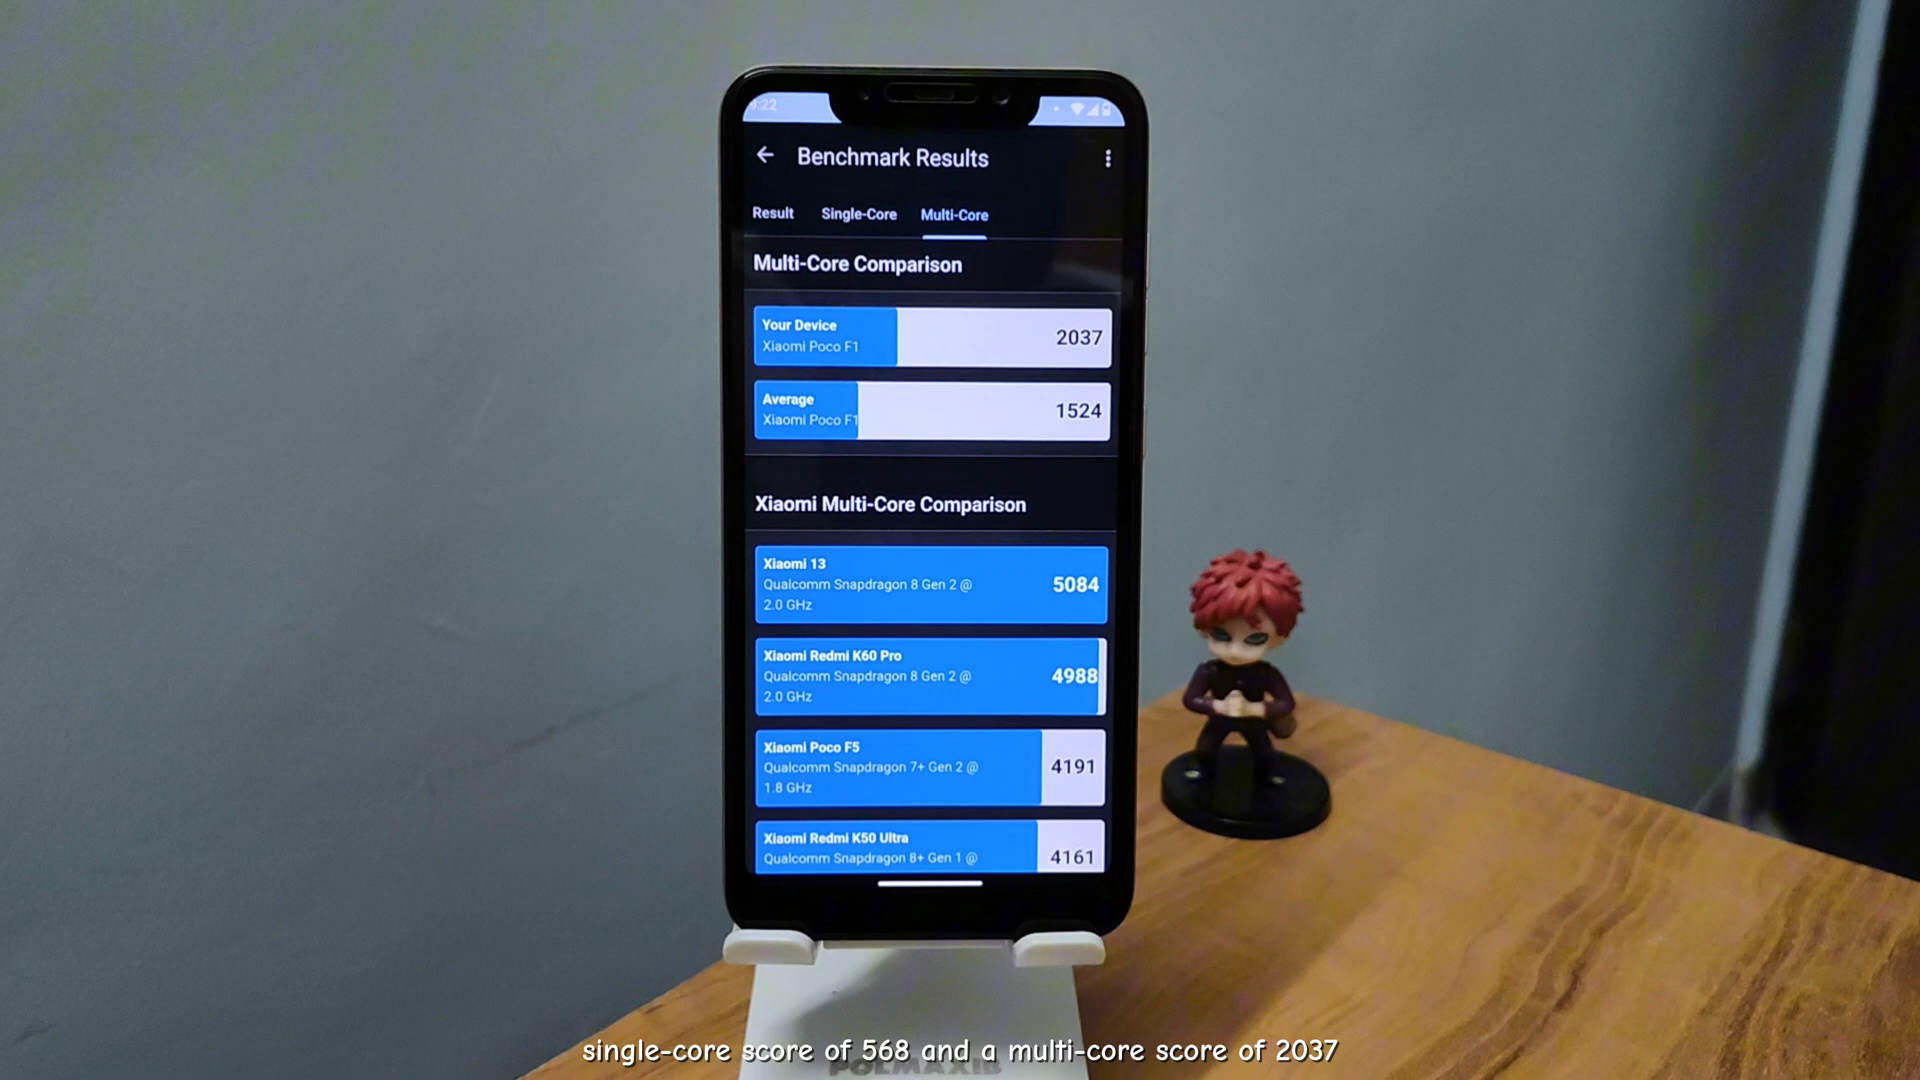 :22
Benchmark Results
Result Single-Core Multi-Core
Multi-Core Comparison
Your Device
Xiaomi Poco F1
2037
Average
Xiaomi Poco F1
1524
Xiaomi Multi-Core Comparison
Xiaomi 13
Qualcomm Snapdragon 8 Gen 2 @
2.0 GHz
5084
Xiaomi Redmi K60 Pro
Qualcomm Snapdragon 8 Gen 2 @
2.0 GHz
4988
Xiaomi Poco F5
Qualcomm Snapdragon 7+ Gen 2 @
1.8 GHz
4191
Xiaomi Redmi K50 Ultra
Qualcomm Snapdragon 8+ Gen 1 @
4161
single-core score of 568 and a multi-core score of 2037